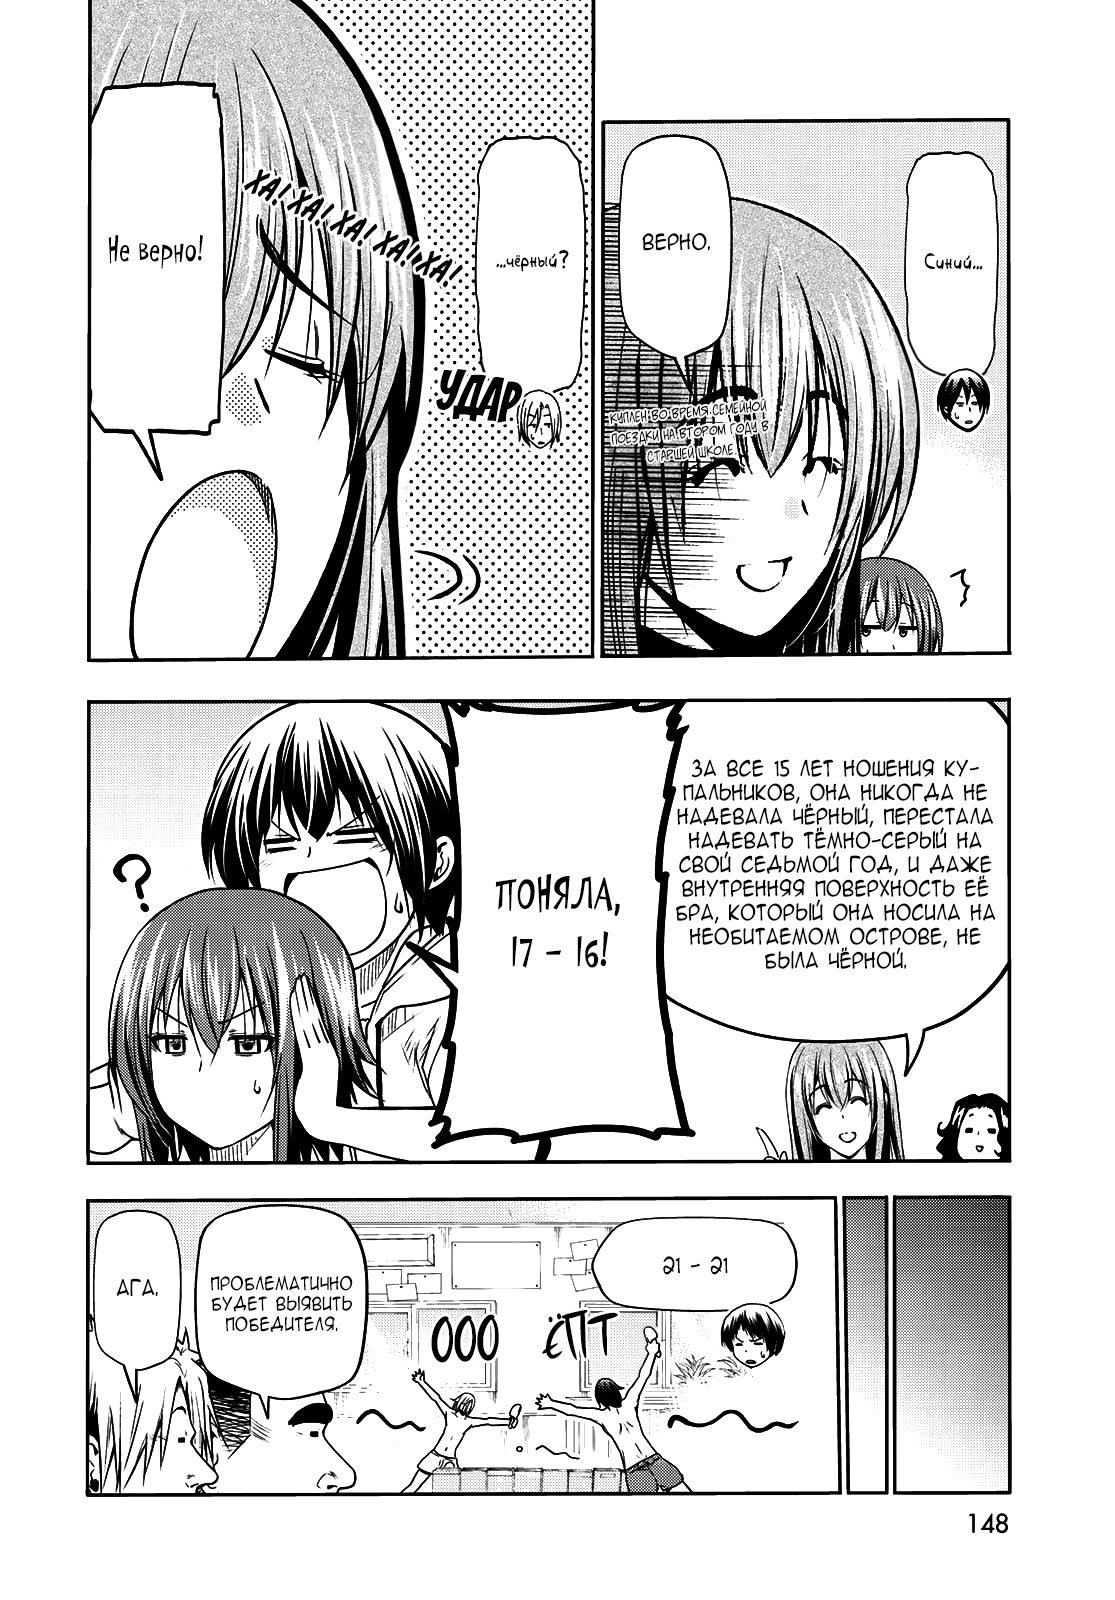 Синий...
ВЕРНО.
КУПЛЕН ВО ВРЕМЯ СЕМЕЙНОЙ
ПОЕЗДКИ НА ВТОРОМ ГОДУ В
СТАРШЕЙ ШКОЛЕ.
...чёрный?
УДАР
ХА! ХА! ХА! ХА! ХА!
Не верно!
ЗА ВСЕ 15 ЛЕТ НОШЕНИЯ КУ-
ПАЛЬНИКОВ, ОНА НИКОГДА НЕ
НАДЕВАЛА ЧЁРНЫЙ, ПЕРЕСТАЛА
НАДЕВАТЬ ТЁМНО-СЕРЫЙ НА
СВОЙ СЕДЬМОЙ ГОД, И ДАЖЕ
ВНУТРЕННЯЯ ПОВЕРХНОСТЬ ЕЁ
БРА, КОТОРЫЙ ОНА НОСИЛА НА
НЕОБИТАЕМОМ ОСТРОВЕ, НЕ
БЫЛА ЧЁРНОЙ.
ПОНЯЛА,
17 - 16!
?
21 - 21
ЁПТ
ООО
ПРОБЛЕМАТИЧНО
БУДЕТ ВЫЯВИТЬ
ПОБЕДИТЕЛЯ.
АГА.
148